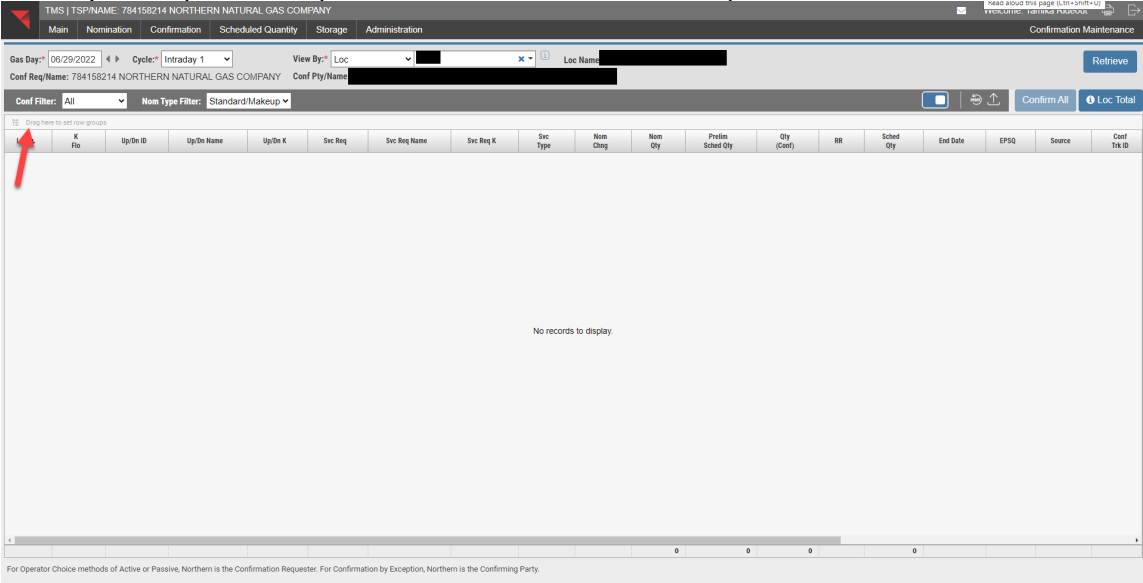 Read aloud this page (Ctrl+Shift+U)
TMS | TSP/NAME: 784158214 NORTHERN NATURAL GAS COMPANY
Welcome: Tamika Rideout
Main Nomination Confirmation Scheduled Quantity Storage Administration Confirmation Maintenance
Gas Day:* 06/29/2022 Cycle:* Intraday 1 View By:* Loc Loc Name Retrieve
Conf Req/Name: 784158214 NORTHERN NATURAL GAS COMPANY Conf Pty/Name
Conf Filter: All Nom Type Filter: Standard/Makeup Confirm All Loc Total
Drag here to set row groups
K Flo Up/Dn ID Up/Dn Name Up/Dn K Svc Req Svc Req Name Svc Req K Svc Type Nom Chng Nom Qty Prelim Sched Qty Qty (Conf) RR Sched Qty End Date EPSQ Source Conf Trk ID
No records to display.
0 0 0 0
For Operator Choice methods of Active or Passive, Northern is the Confirmation Requester. For Confirmation by Exception, Northern is the Confirming Party.